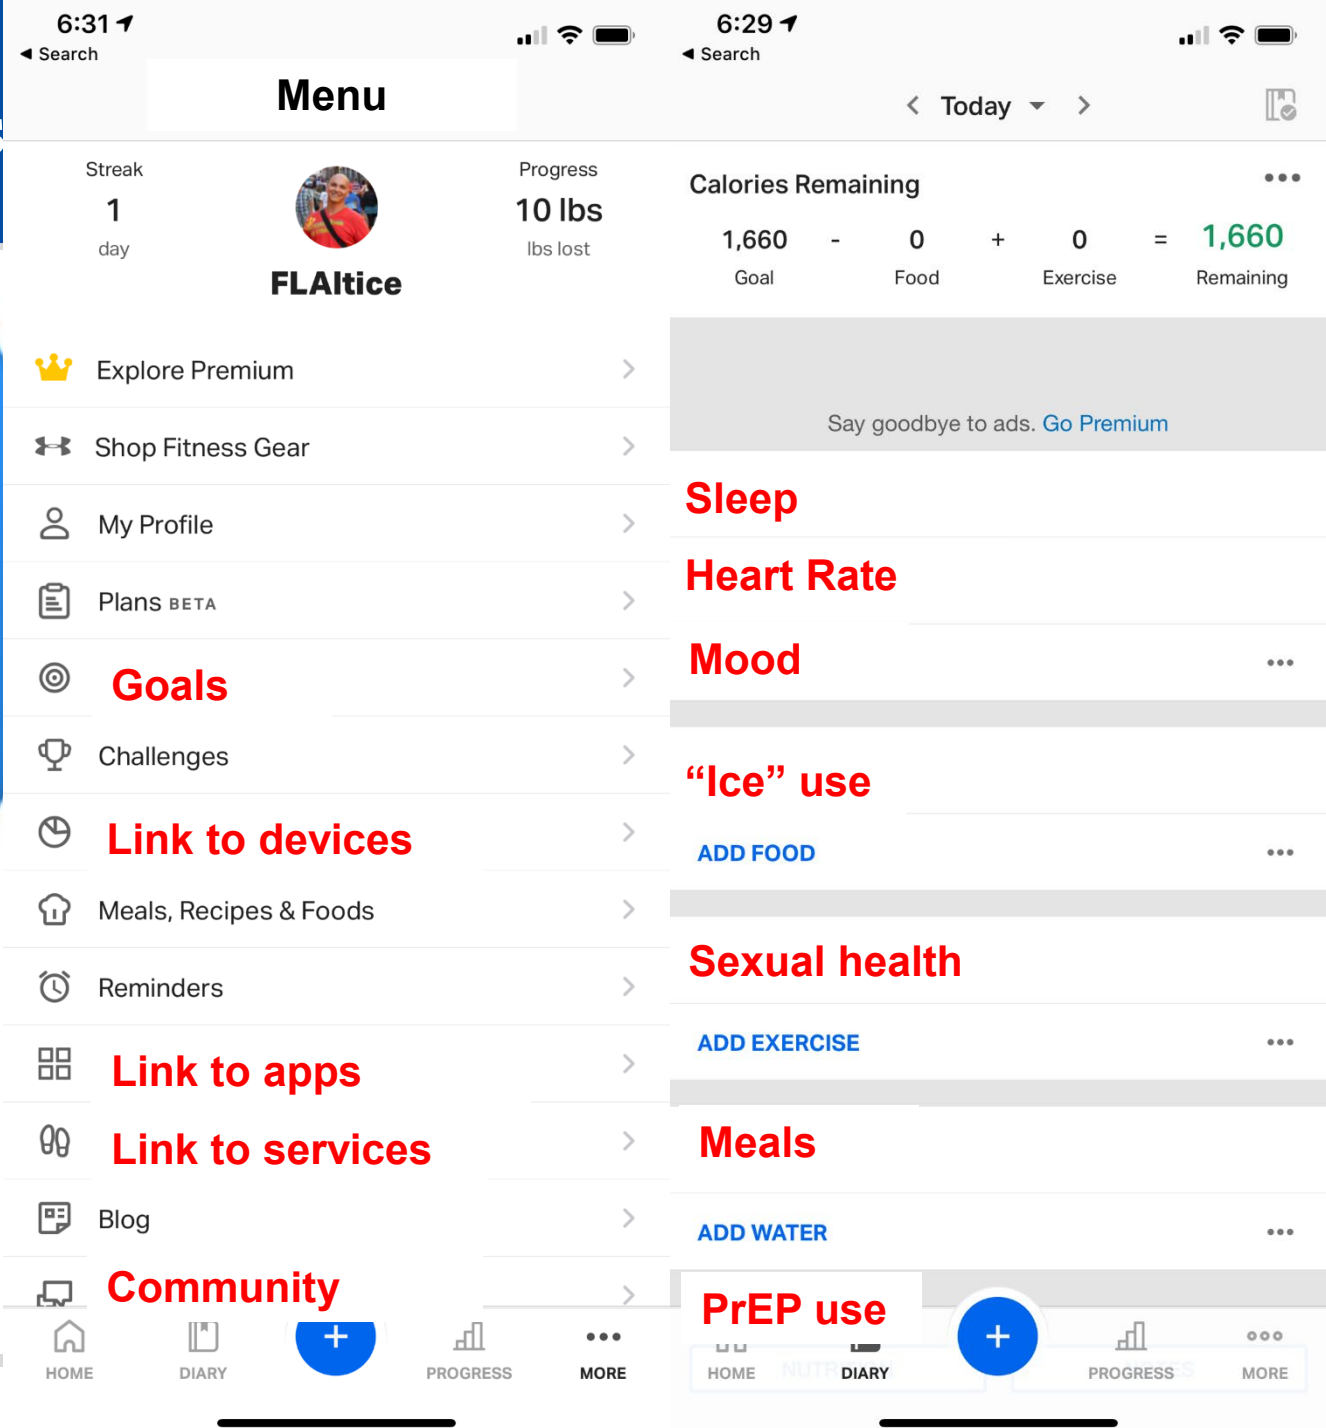 6:31
Search
Menu
Streak
1
day
FLAltice
Progress
10 lbs
lbs lost
Explore Premium
Shop Fitness Gear
My Profile
Plans BETA
Goals
Challenges
Link to devices
Meals, Recipes & Foods
Reminders
Link to apps
Link to services
Blog
Community
HOME
DIARY
+
PROGRESS
MORE
6:29
Search
Today
Calories Remaining
1,660 - 0 + 0 = 1,660
Goal Food Exercise Remaining
Say goodbye to ads. Go Premium
Sleep
Heart Rate
Mood
“Ice” use
ADD FOOD
Sexual health
ADD EXERCISE
Meals
ADD WATER
PrEP use
HOME
DIARY
+
PROGRESS
MORE